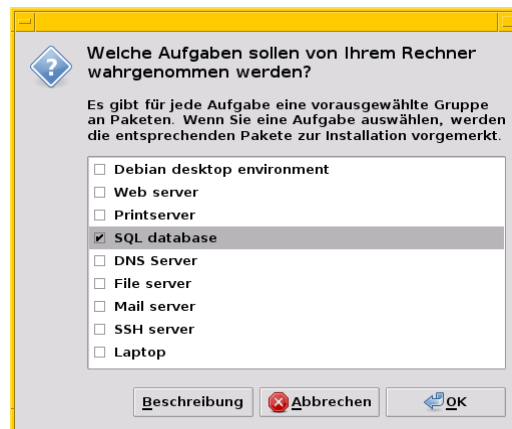 Welche Aufgaben sollen von Ihrem Rechner
wahrgenommen werden?
Es gibt für jede Aufgabe eine vorausgewählte Gruppe
an Paketen. Wenn Sie eine Aufgabe auswählen, werden
die entsprechenden Pakete zur Installation vorgemerkt.
Debian desktop environment
Web server
Printserver
SQL database
DNS Server
File server
Mail server
SSH server
Laptop
Beschreibung Abbrechen OK